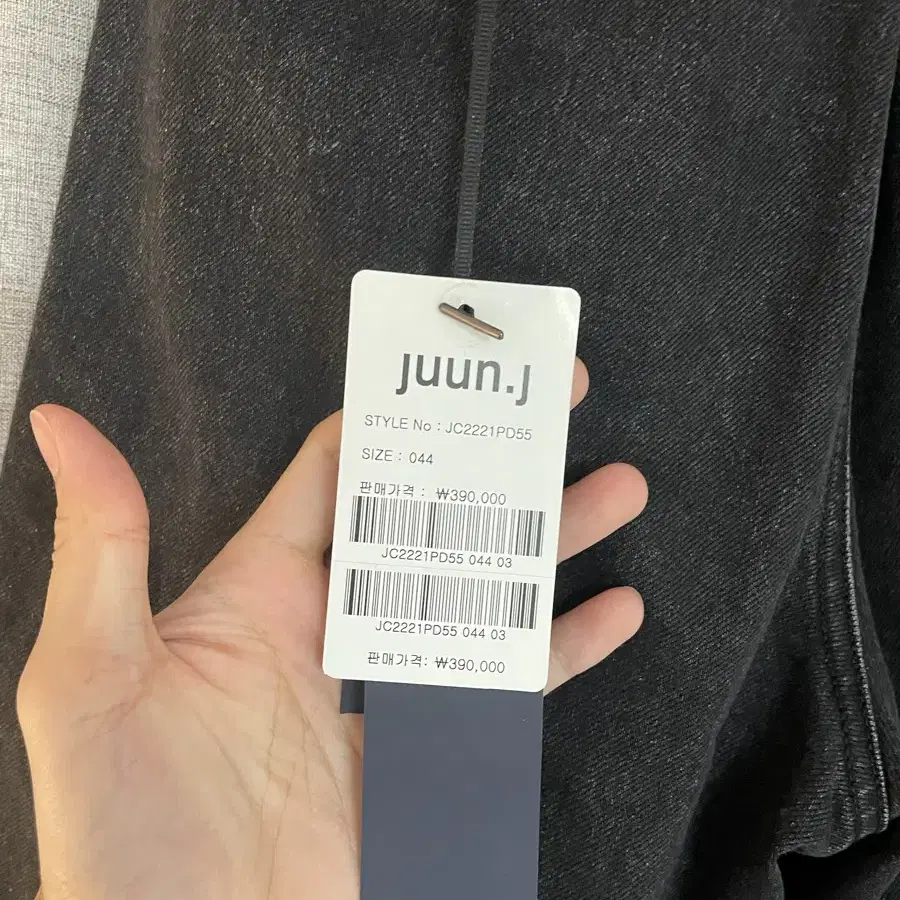 juun.j
STYLE No : JC2221PD55
SIZE : 044
판매가격 : ₩390,000
JC2221PD55 044 03
JC2221PD55 044 03
판매가격: ₩390,000